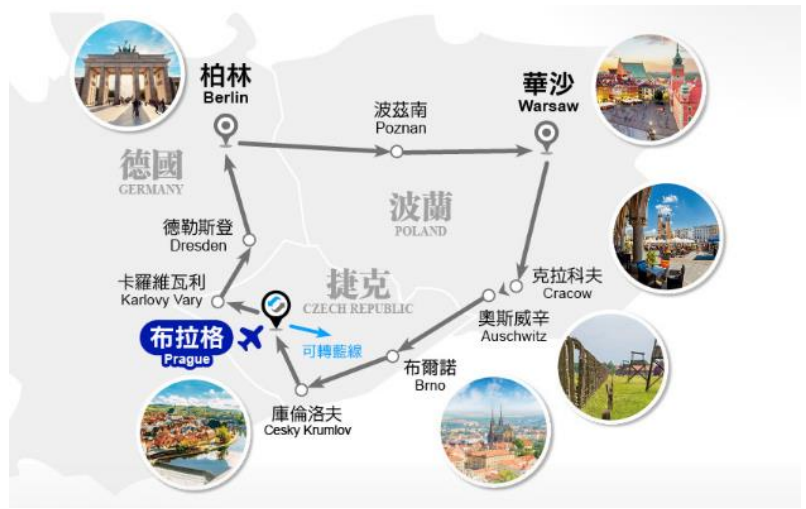 柏林
Berlin
華沙
Warsaw
波茲南
Poznan
德國
GERMANY
波蘭
POLAND
德勒斯登
Dresden
卡羅維瓦利
Karlovy Vary
捷克
CZECH REPUBLIC
克拉科夫
Cracow
奧斯威辛
Auschwitz
布拉格
Prague
可轉藍線
布爾諾
Brno
庫倫洛夫
Cesky Krumlov